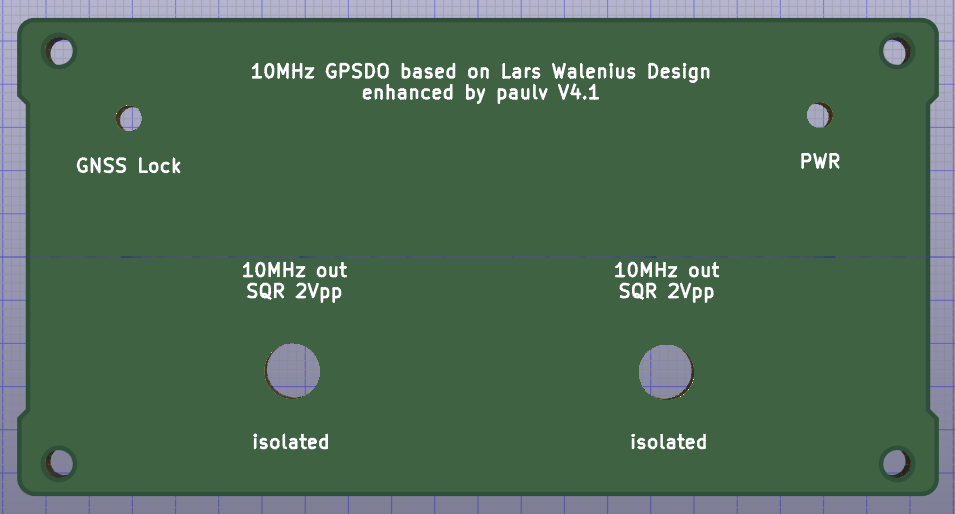 10MHz GPSDO based on Lars Walenius Design
enhanced by paulv V4.1
GNSS Lock
PWR
10MHz out
SQR 2Vpp
10MHz out
SQR 2Vpp
isolated
isolated